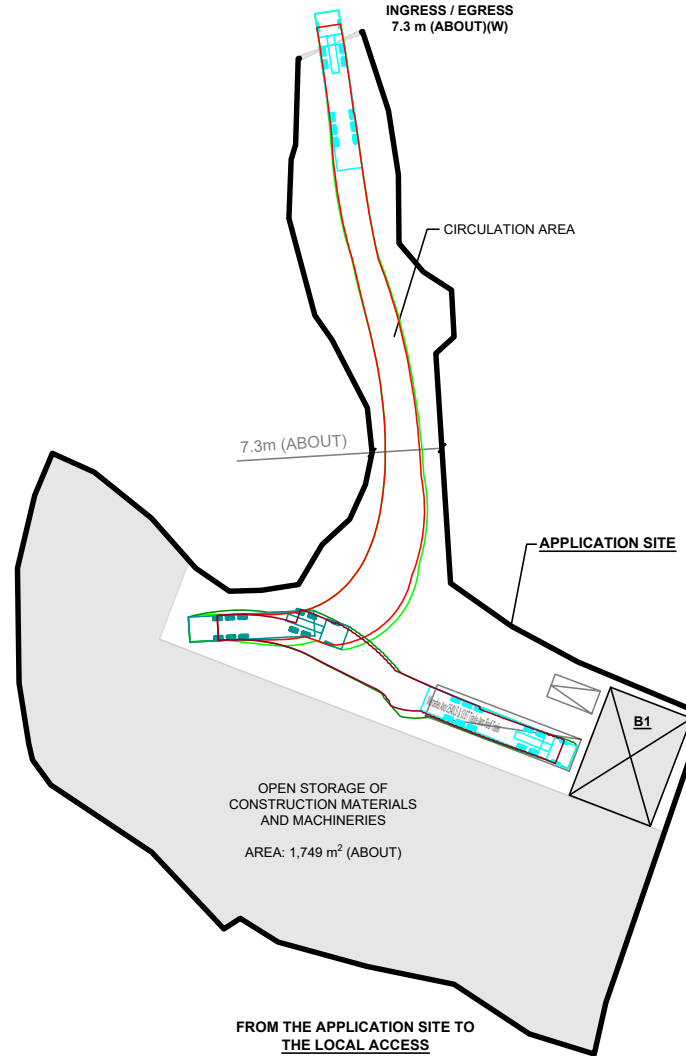 INGRESS / EGRESS
7.3 m (ABOUT)(W)
CIRCULATION AREA
7.3m (ABOUT)
APPLICATION SITE
B1
OPEN STORAGE OF
CONSTRUCTION MATERIALS
AND MACHINERIES
AREA: 1,749 m² (ABOUT)
FROM THE APPLICATION SITE TO
THE LOCAL ACCESS